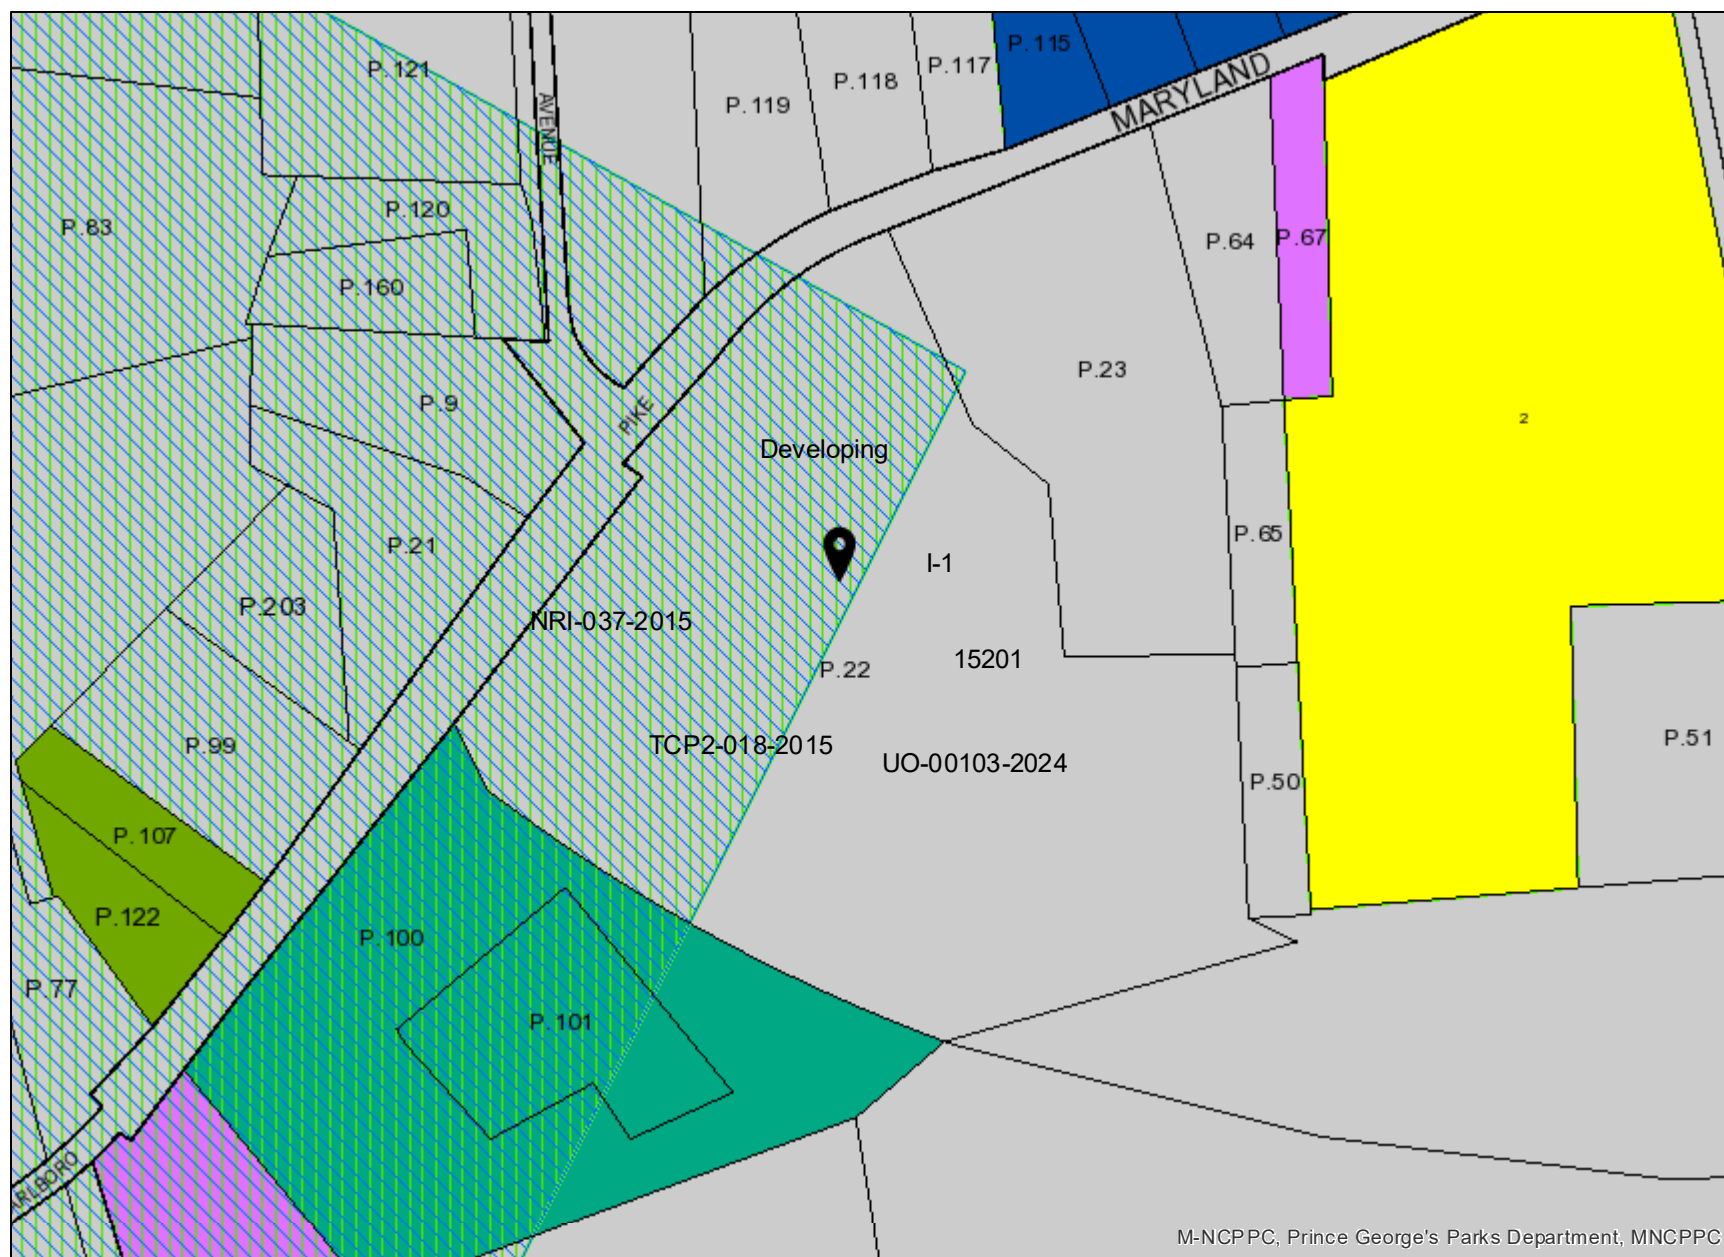 P.115
P.117
P.121
P.118
MARYLAND
P.119
AVENUE
P.120
P.83
P.64
P.67
P.160
P.23
P.9
PIKE
2
Developing
P.65
P.21
I-1
P.203
NRI-037-2015
15201
P.22
P.99
TCP2-018-2015
P.51
UO-00103-2024
P.50
P.107
P.122
P.100
P.77
P.101
ARLBORO
M-NCPPC, Prince George's Parks Department, MNCPPC